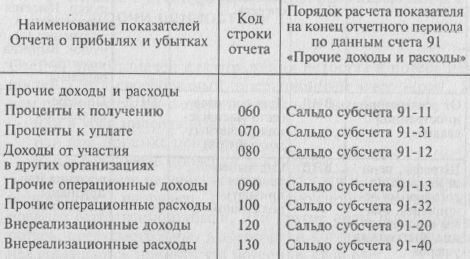 Наименование показателей
Отчета о прибылях и убытках
Код
строки
отчета
Порядок расчета показателя
на конец отчетного периода
по данным счета 91
«Прочие доходы и расходы»
Прочие доходы и расходы
Проценты к получению 060 Сальдо субсчета 91-11
Проценты к уплате 070 Сальдо субсчета 91-31
Доходы от участия 080 Сальдо субсчета 91-12
в других организациях
Прочие операционные доходы 090 Сальдо субсчета 91-13
Прочие операционные расходы 100 Сальдо субсчета 91-32
Внереализационные доходы 120 Сальдо субсчета 91-20
Внереализационные расходы 130 Сальдо субсчета 91-40